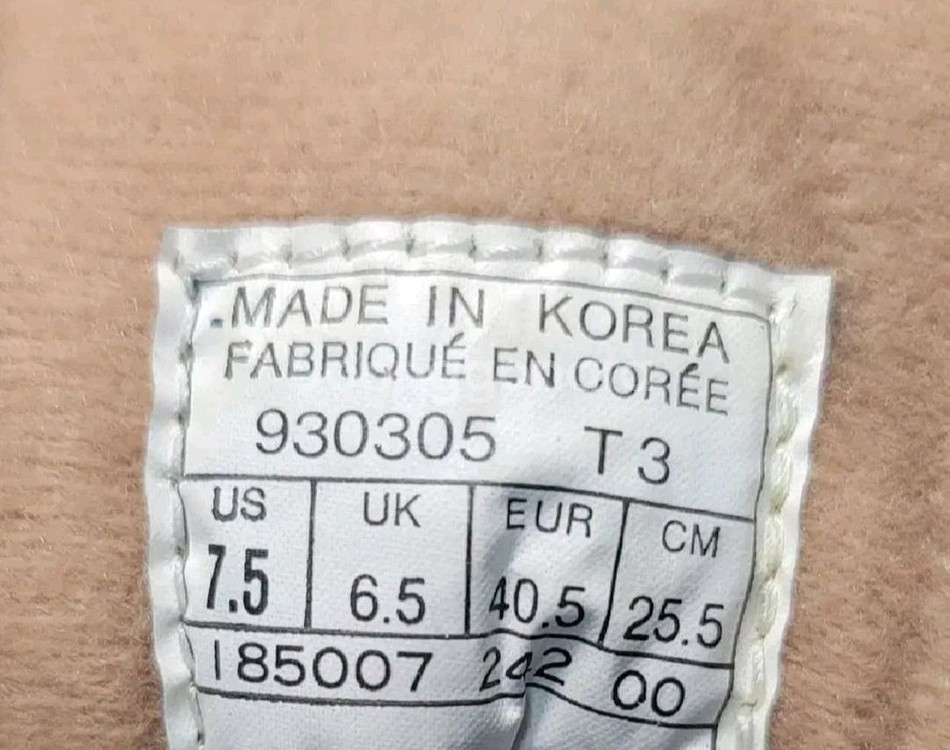 .MADE IN KOREA
FABRIQUÉ EN CORÉE
930305 T3
US UK EUR CM
7.5 6.5 40.5 25.5
185007 242 00